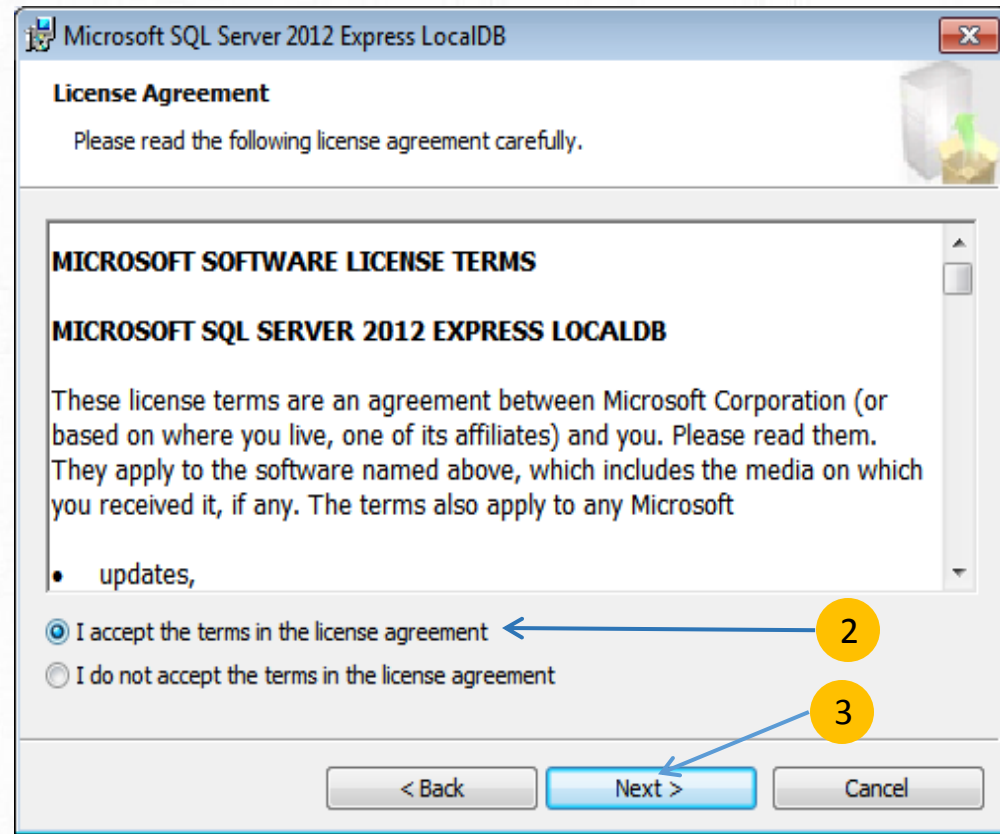 Microsoft SQL Server 2012 Express LocalDB
License Agreement
Please read the following license agreement carefully.
MICROSOFT SOFTWARE LICENSE TERMS
MICROSOFT SQL SERVER 2012 EXPRESS LOCALDB
These license terms are an agreement between Microsoft Corporation (or
based on where you live, one of its affiliates) and you. Please read them.
They apply to the software named above, which includes the media on which
you received it, if any. The terms also apply to any Microsoft
• updates,
I accept the terms in the license agreement
2
I do not accept the terms in the license agreement
3
< Back Next > Cancel